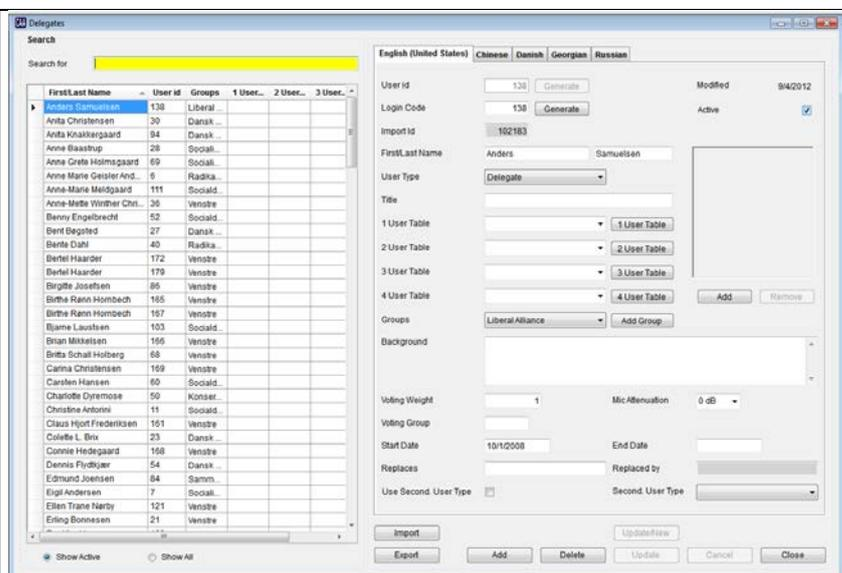 CAA Delegates
Search
Search for
First/Last Name User id Groups 1 User... 2 User... 3 User...
Anders Samuelsen 138 Liberal ...
Anita Christensen 30 Dansk ...
Anita Knakkergaard 94 Dansk ...
Anne Baastrup 28 Sociali...
Anne Grete Holmsgaard 69 Sociali...
Anne Marie Geisler And... 6 Radika...
Anne-Marie Meldgaard 111 Sociald...
Anne-Mette Winther Chri... 36 Venstre
Benny Engelbrecht 52 Sociald...
Bent Bøgsted 27 Dansk ...
Bente Dahl 40 Radika...
Bertel Haarder 172 Venstre
Bertel Haarder 179 Venstre
Birgitte Josefsen 86 Venstre
Birthe Rønn Hornbech 165 Venstre
Birthe Rønn Hornbech 167 Venstre
Bjarne Laustsen 103 Sociald...
Brian Mikkelsen 166 Venstre
Britta Schall Holberg 68 Venstre
Carina Christensen 169 Venstre
Carsten Hansen 60 Sociald...
Charlotte Dyremose 50 Konser...
Christine Antorini 11 Sociald...
Claus Hjort Frederiksen 161 Venstre
Colette L. Brix 23 Dansk ...
Connie Hedegaard 168 Venstre
Dennis Flydtkjær 54 Dansk ...
Edmund Joensen 84 Samm...
Eigil Andersen 7 Sociali...
Ellen Trane Nørby 121 Venstre
Erling Bonnesen 21 Venstre
Show Active Show All
English (United States) Chinese Danish Georgian Russian
User id 138 Generate Modified 9/4/2012
Login Code 138 Generate Active
Import Id 102183
First/Last Name Anders Samuelsen
User Type Delegate
Title
1 User Table 1 User Table
2 User Table 2 User Table
3 User Table 3 User Table
4 User Table 4 User Table Add Remove
Groups Liberal Alliance Add Group
Background
Voting Weight 1 Mic Attenuation 0 dB
Voting Group
Start Date 10/1/2008 End Date
Replaces Replaced by
Use Second. User Type Second. User Type
Import Update/New
Export Add Delete Update Cancel Close